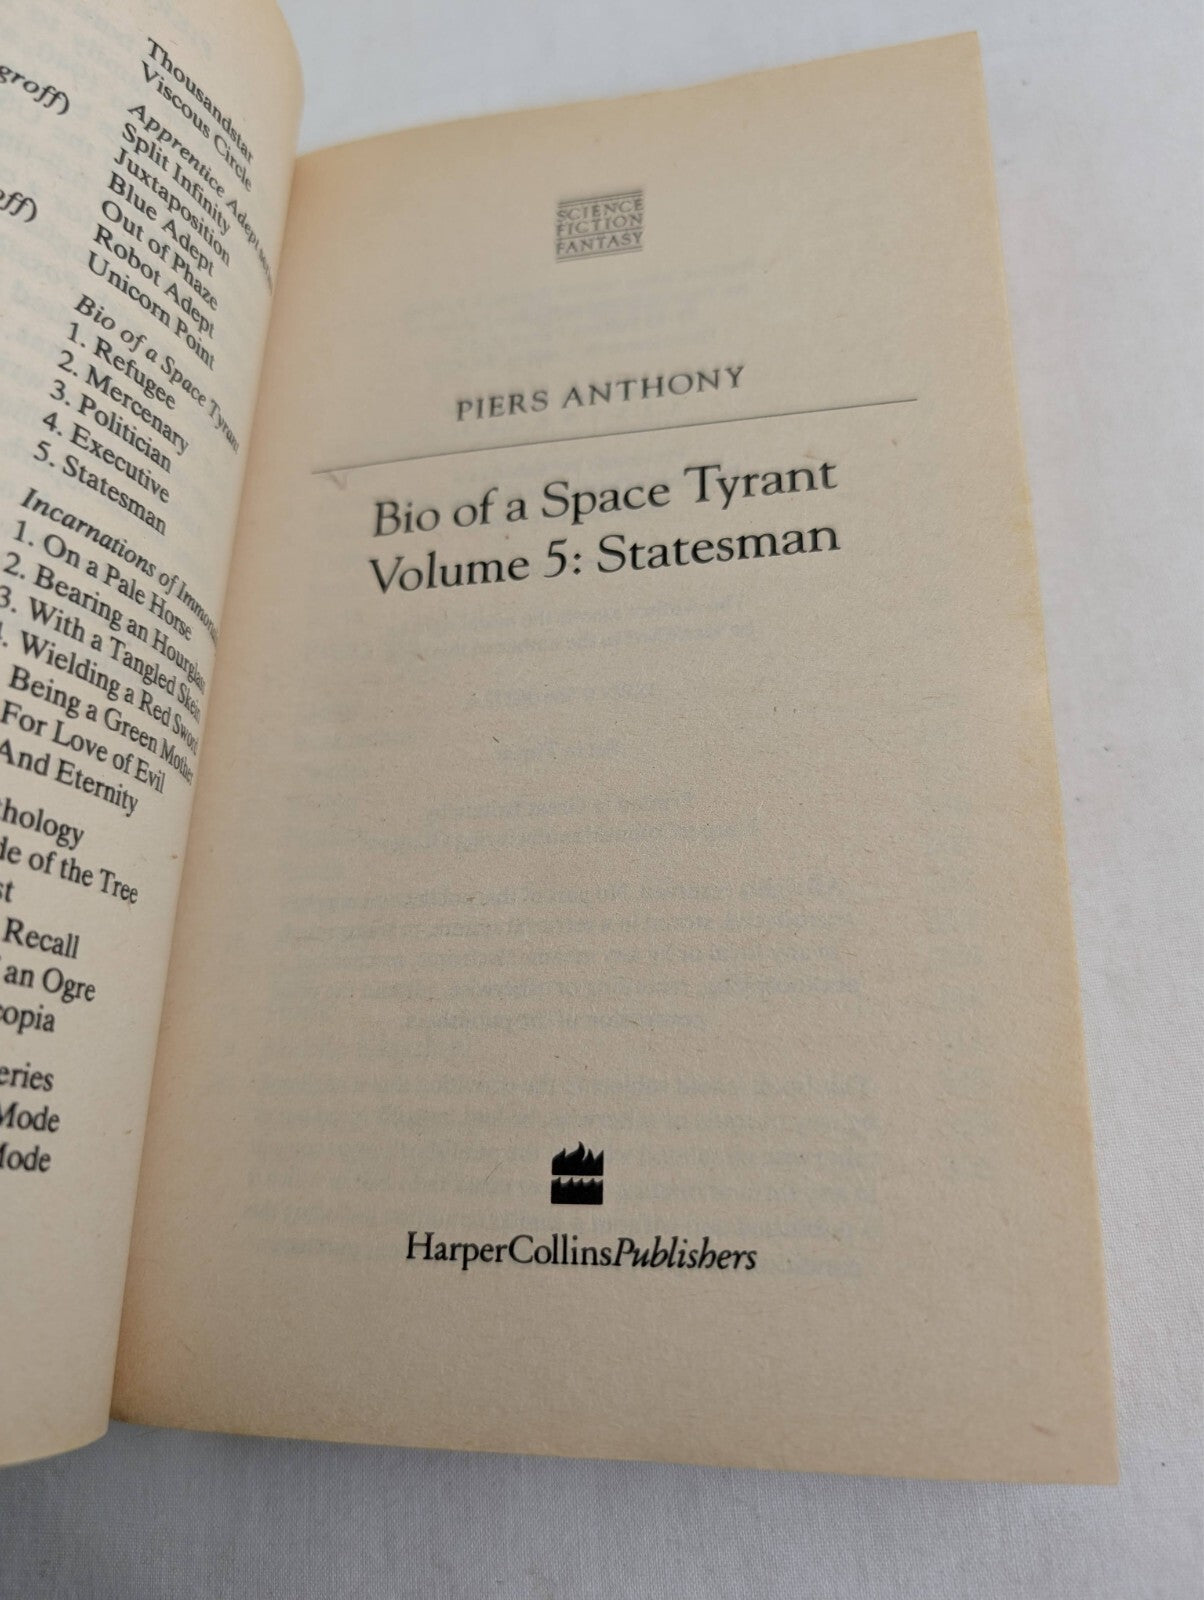 groff)
off)
Thousandstar
Viscous Circle
Apprentice Adept
Split Infinity
Juxtaposition
Blue Adept
Out of Phaze
Robot Adept
Unicorn Point
Bio of a Space Tyrant
1. Refugee
2. Mercenary
3. Politician
4. Executive
5. Statesman
Incarnations of Immor
1. On a Pale Horse
2. Bearing an Hourglass
3. With a Tangled Skein
. Wielding a Red Sword
Being a Green Mother
For Love of Evil
And Eternity
thology
de of the Tree
st
Recall
an Ogre
copia
eries
Mode
Mode
SCIENCE
FICTION
FANTASY
PIERS ANTHONY
Bio of a Space Tyrant
Volume 5: Statesman
HarperCollinsPublishers